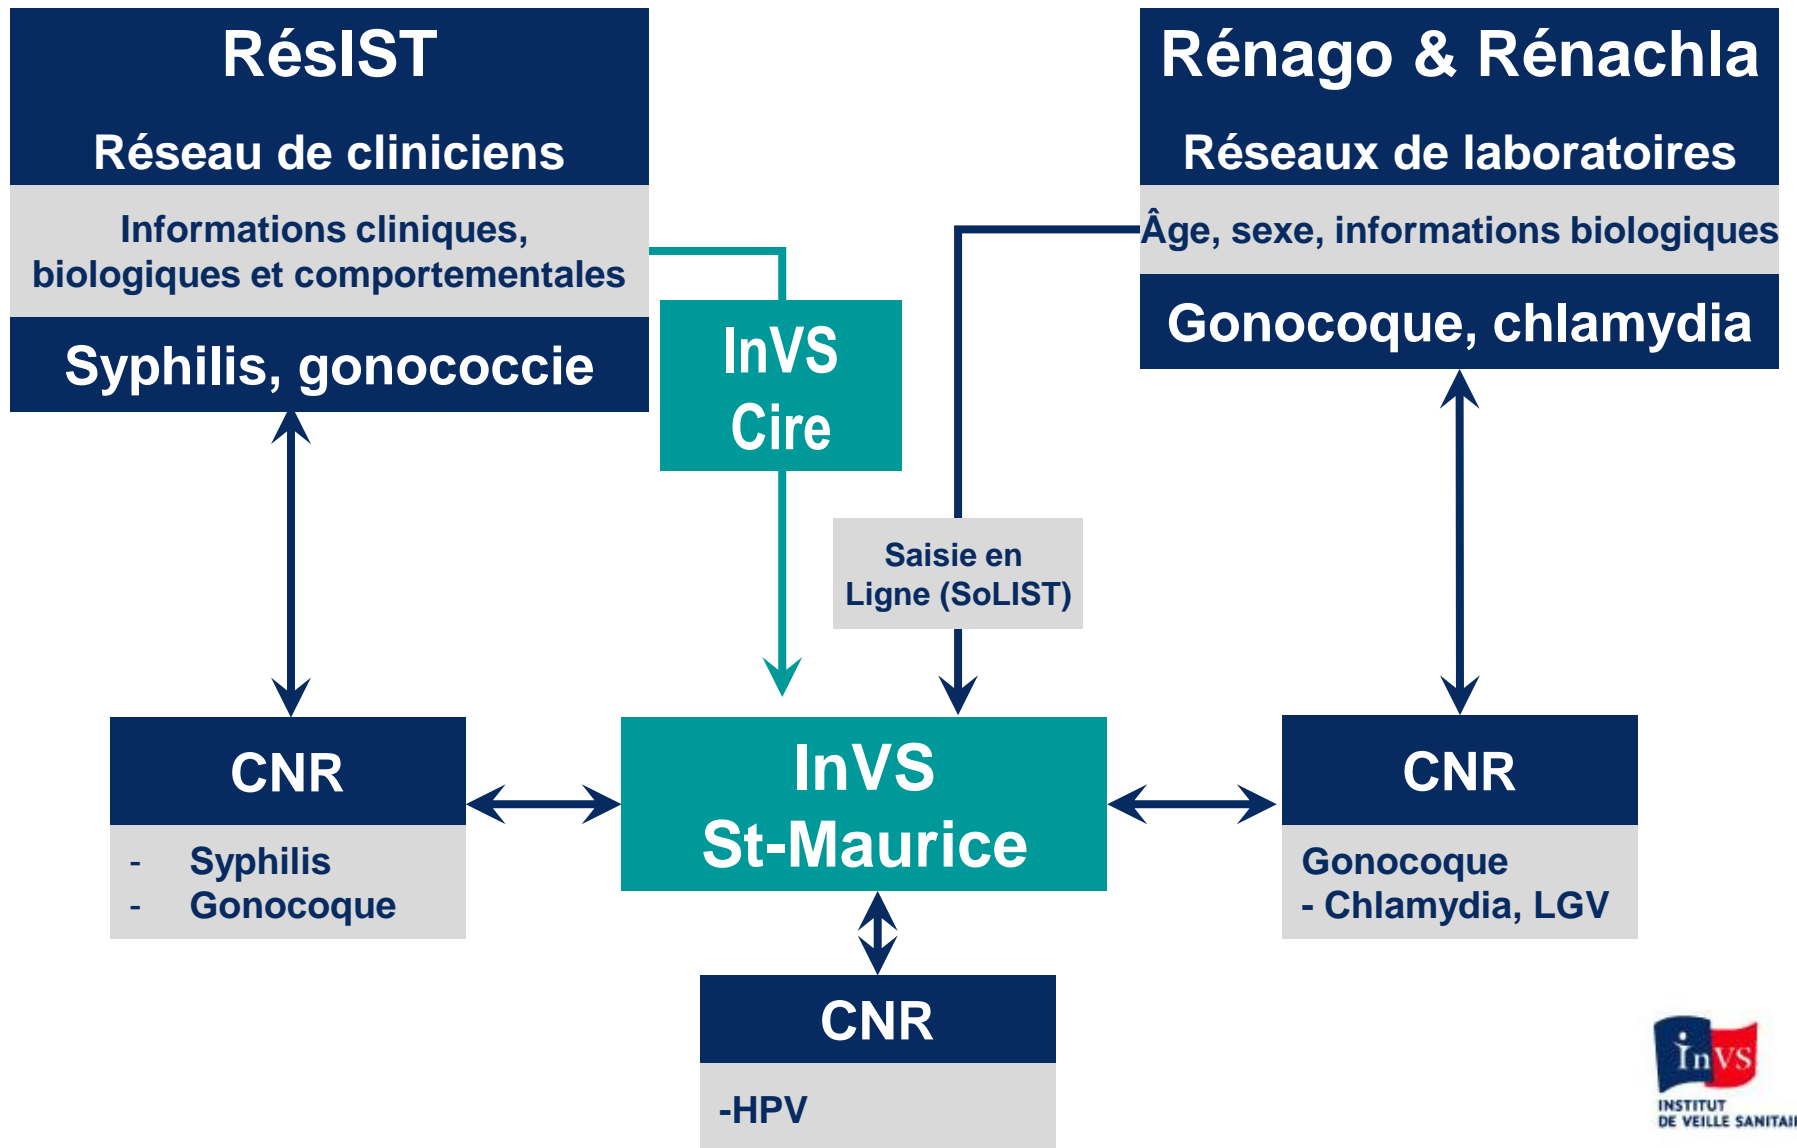 RésIST
Réseau de cliniciens
Informations cliniques,
biologiques et comportementales
Syphilis, gonococcie
Rénago & Rénachla
Réseaux de laboratoires
Âge, sexe, informations biologiques
Gonocoque, chlamydia
InVS
Cire
Saisie en
Ligne (SoLIST)
CNR
- Syphilis
- Gonocoque
InVS
St-Maurice
CNR
Gonocoque
- Chlamydia, LGV
CNR
-HPV
InVS
INSTITUT
DE VEILLE SANITAI